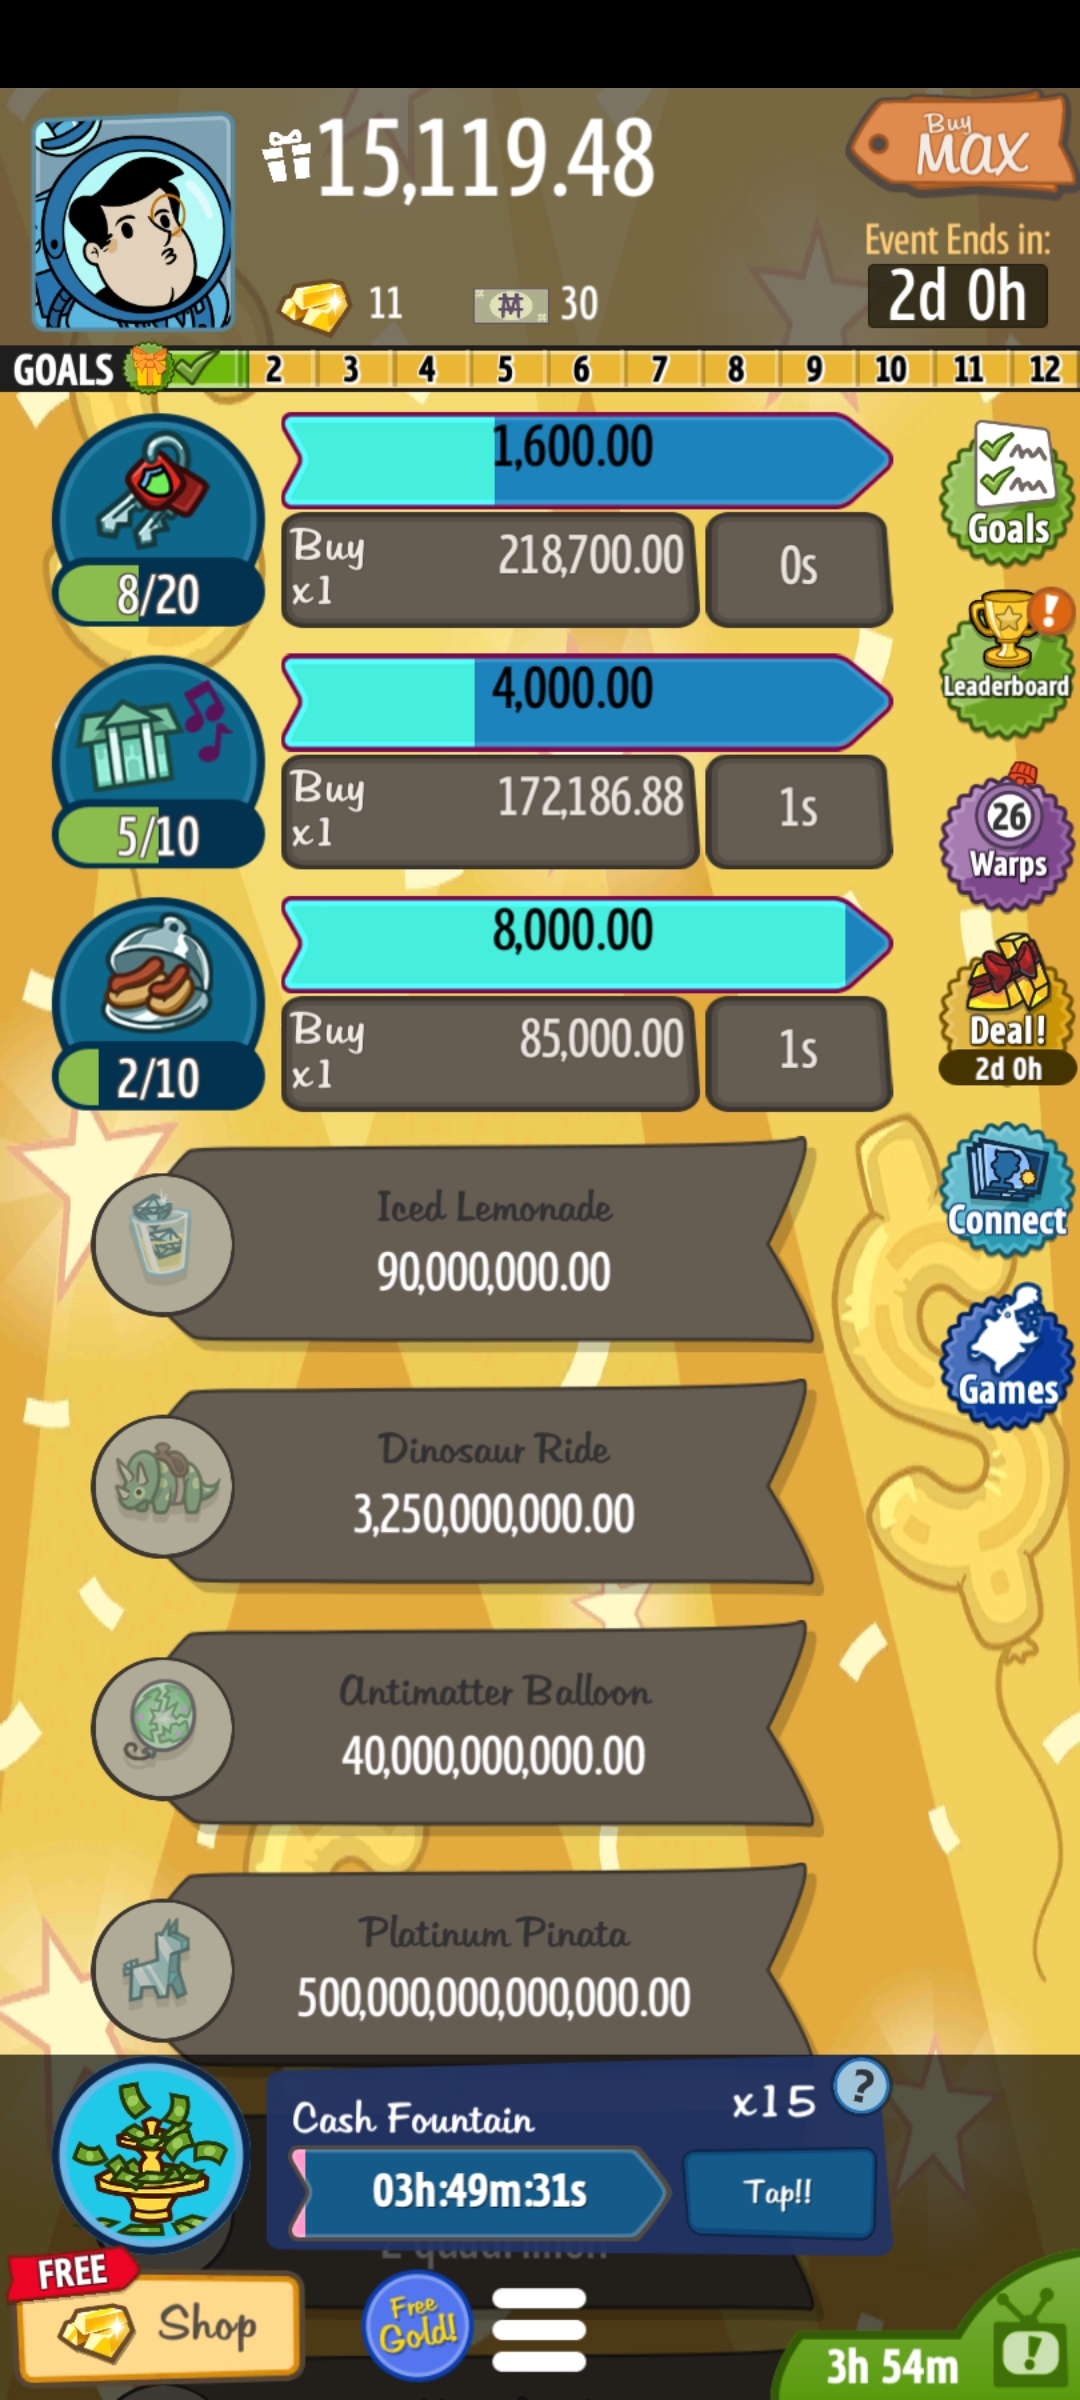 15,119.48
Buy
MAX
Event Ends in:
2d 0h
11
30
GOALS 2 3 4 5 6 7 8 9 10 11 12
1,600.00
Buy
x1
218,700.00
0s
8/20
Goals
4,000.00
Buy
x1
172,186.88
1s
5/10
Leaderboard
26
Warps
8,000.00
Buy
x1
85,000.00
1s
2/10
Deal!
2d 0h
Iced Lemonade
90,000,000.00
Connect
Dinosaur Ride
3,250,000,000.00
Games
Antimatter Balloon
40,000,000,000.00
Platinum Pinata
500,000,000,000,000.00
Cash Fountain
x15
?
03h:49m:31s
Tap!!
FREE
Shop
Free
Gold!
3h 54m